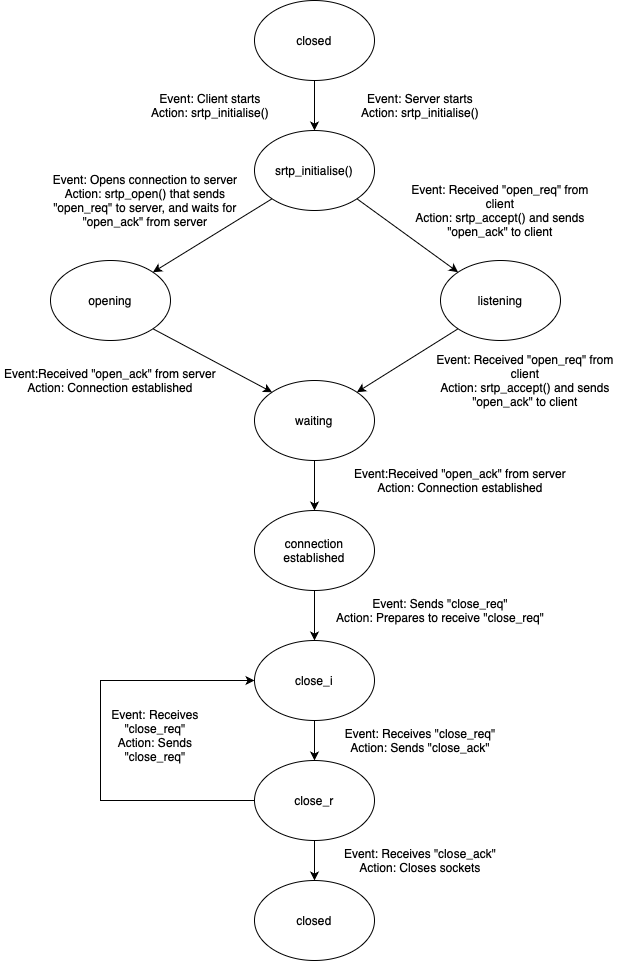 closed
Event: Client starts
Action: srtp_initialise()
Event: Server starts
Action: srtp_initialise()
srtp_initialise()
Event: Opens connection to server
Action: srtp_open() that sends
"open_req" to server, and waits for
"open_ack" from server
Event: Received "open_req" from
client
Action: srtp_accept() and sends
"open_ack" to client
opening
listening
Event:Received "open_ack" from server
Action: Connection established
Event: Received "open_req" from
client
Action: srtp_accept() and sends
"open_ack" to client
waiting
Event:Received "open_ack" from server
Action: Connection established
connection
established
Event: Sends "close_req"
Action: Prepares to receive "close_req"
close_i
Event: Receives
"close_req"
Action: Sends
"close_req"
Event: Receives "close_req"
Action: Sends "close_ack"
close_r
Event: Receives "close_ack"
Action: Closes sockets
closed